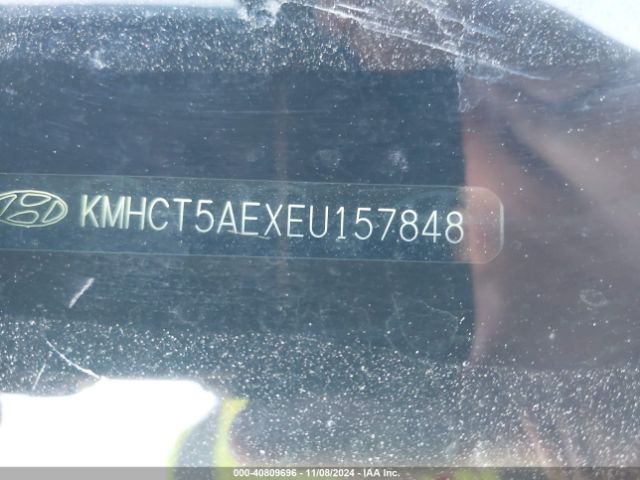 KMHCT5AEXEU157848
000-40809696 - 11/08/2024 - IAA Inc.